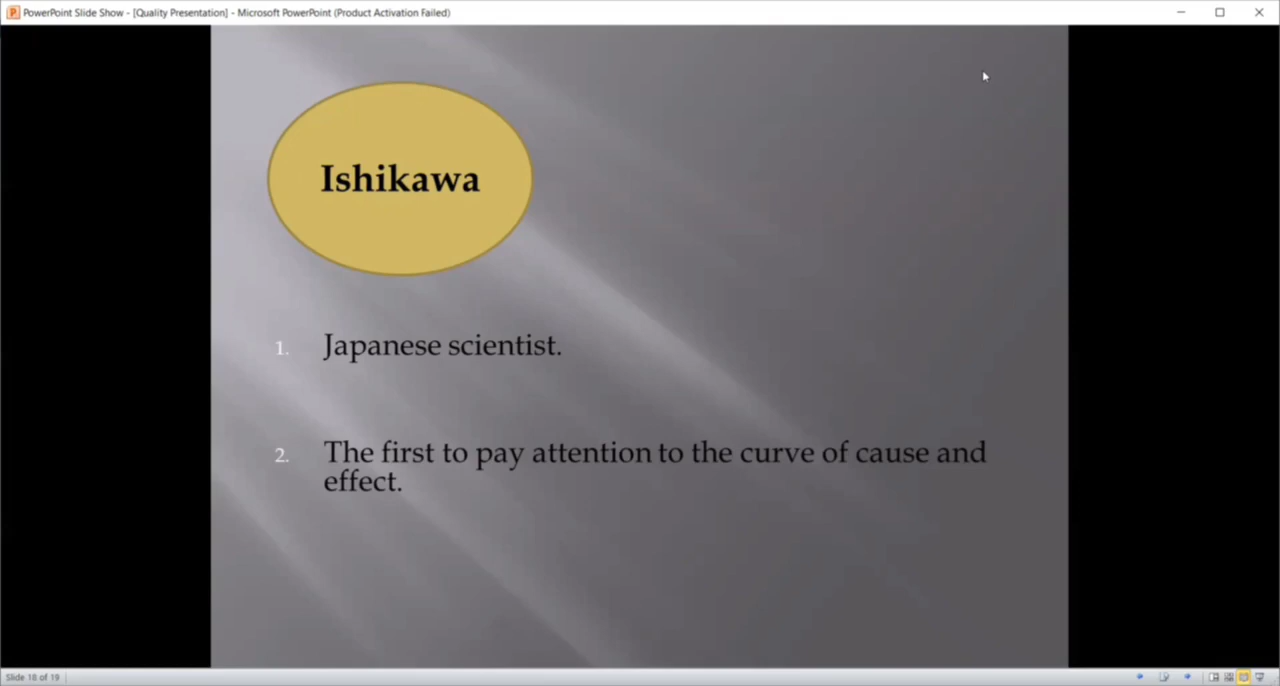 PowerPoint Slide Show - [Quality Presentation] - Microsoft PowerPoint (Product Activation Failed)
Ishikawa
1. Japanese scientist.
2. The first to pay attention to the curve of cause and
effect.
Slide 18 of 19